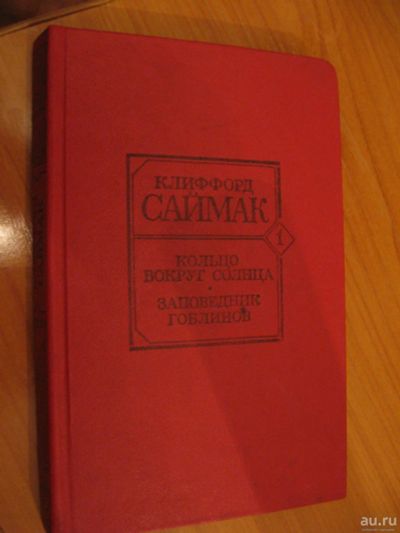 КЛИФФОРД
САЙМАК
1
КОЛЬЦО
ВОКРУГ СОЛНЦА
•
ЗАПОВЕДНИК
ГОБЛИНОВ
au.ru